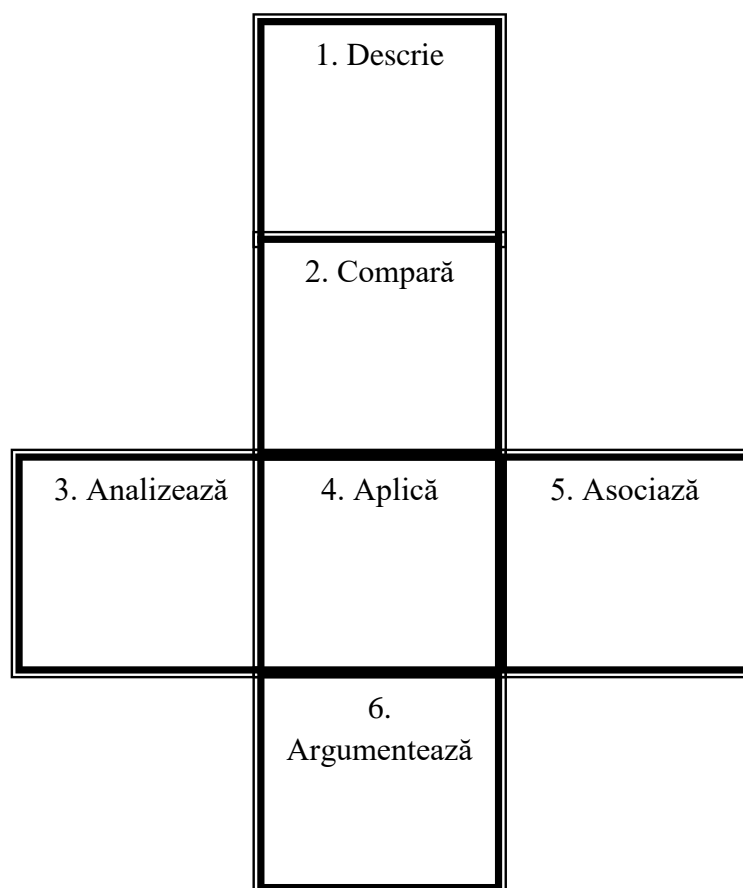 1. Descrie
2. Compară
3. Analizează
4. Aplică
5. Asociază
6.
Argumentează